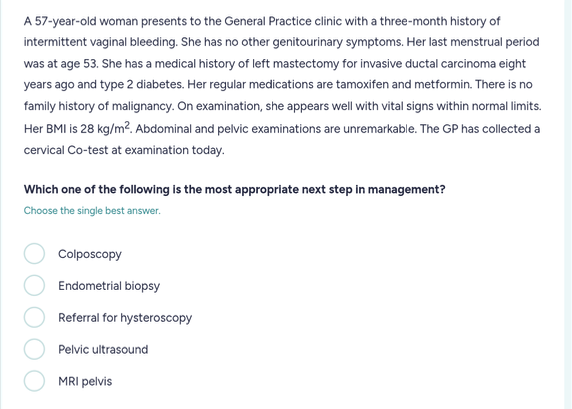 A 57-year-old woman presents to the General Practice clinic with a three-month history of
intermittent vaginal bleeding. She has no other genitourinary symptoms. Her last menstrual period
was at age 53. She has a medical history of left mastectomy for invasive ductal carcinoma eight
years ago and type 2 diabetes. Her regular medications are tamoxifen and metformin. There is no
family history of malignancy. On examination, she appears well with vital signs within normal limits.
Her BMI is 28 kg/m². Abdominal and pelvic examinations are unremarkable. The GP has collected a
cervical Co-test at examination today.
Which one of the following is the most appropriate next step in management?
Choose the single best answer.
Colposcopy
Endometrial biopsy
Referral for hysteroscopy
Pelvic ultrasound
MRI pelvis